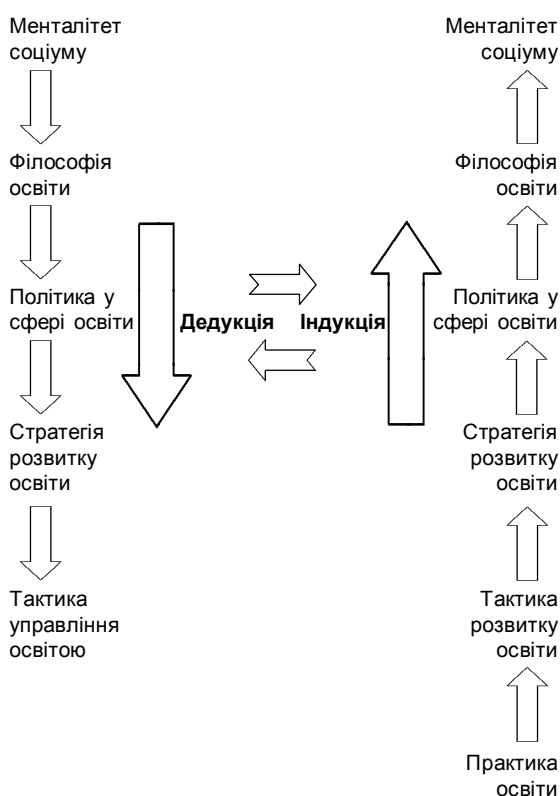 Менталітет
соціуму
Філософія
освіти
Політика у
сфері освіти
Стратегія
розвитку
освіти
Тактика
управління
освітою
Дедукція
Індукція
Менталітет
соціуму
Філософія
освіти
Політика у
сфері освіти
Стратегія
розвитку
освіти
Тактика
розвитку
освіти
Практика
освіти